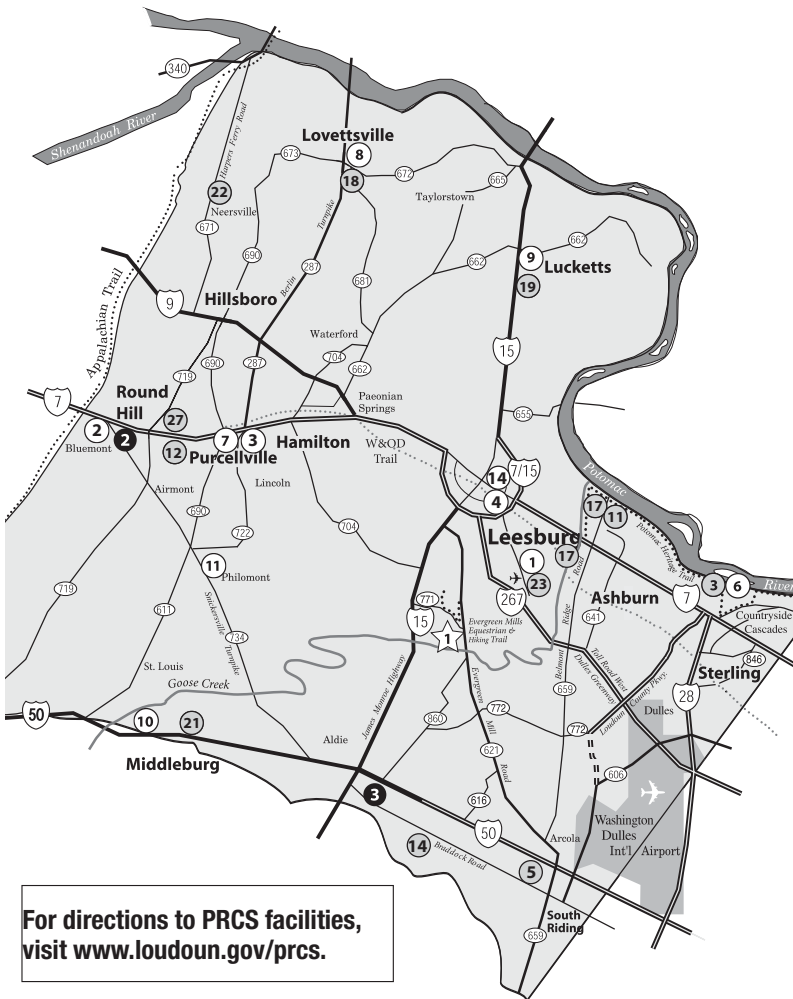 340
Shenandoah River
Harpers Ferry Road
Lovettsville
8
673
672
18
665
Taylorstown
22
Neersville
671
Turnpike
690
662
662
9
Lucketts
19
287
681
Berlin
Appalachian Trail
9
Hillsboro
Waterford
704
15
690
287
662
719
Paeonian
Springs
Round
Hill
7
27
655
2
2
Bluemont
7
3
Hamilton
W&QD
Trail
12
Purcellville
7/15
14
4
Potomac
Airmont
Lincoln
17
11
Potomac Heritage Trail
690
722
704
Leesburg
17
1
23
Road
Ridge
Belmont
3
6
River
11
Philomont
267
Ashburn
7
Countryside
Cascades
719
611
Snickersville
Turnpike
734
771
15
1
Evergreen Mills
Equestrian &
Hiking Trail
641
Toll Road West
Dulles Greenway
846
Sterling
St. Louis
Goose Creek
James Monroe Highway
Evergreen
Mill
Road
659
Loudoun County Pkwy.
28
Dulles
50
10
21
860
772
772
Middleburg
Aldie
621
606
3
616
50
Washington
Dulles
Int'l Airport
14
Braddock Road
Arcola
5
South
Riding
659
For directions to PRCS facilities,
visit www.loudoun.gov/prcs.